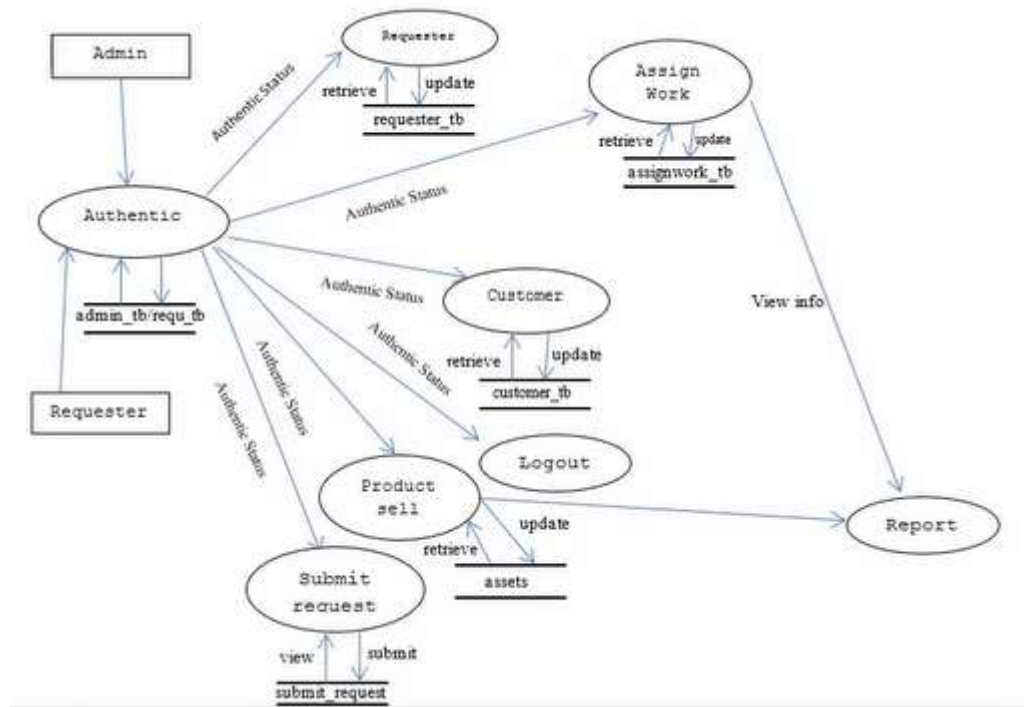 Requester
Admin
Assign
Work
Authentic Status
retrieve
update
requester_tb
retrieve
update
assignwork_tb
Authentic
Authentic Status
Authentic Status
Customer
View info
admin_tb/requ_tb
Authentic Status
retrieve
update
customer_tb
Requester
Authentic Status
Authentic Status
Logout
Product
sell
update
Report
retrieve
assets
Submit
request
view
submit
submit_request